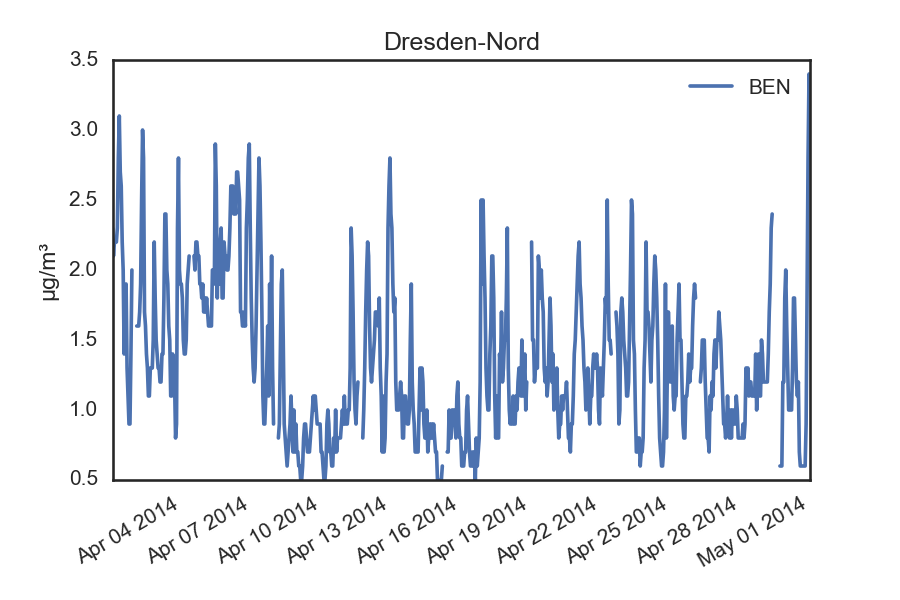 Dresden-Nord
BEN
µg/m³
3.5
3.0
2.5
2.0
1.5
1.0
0.5
Apr 04 2014
Apr 07 2014
Apr 10 2014
Apr 13 2014
Apr 16 2014
Apr 19 2014
Apr 22 2014
Apr 25 2014
Apr 28 2014
May 01 2014